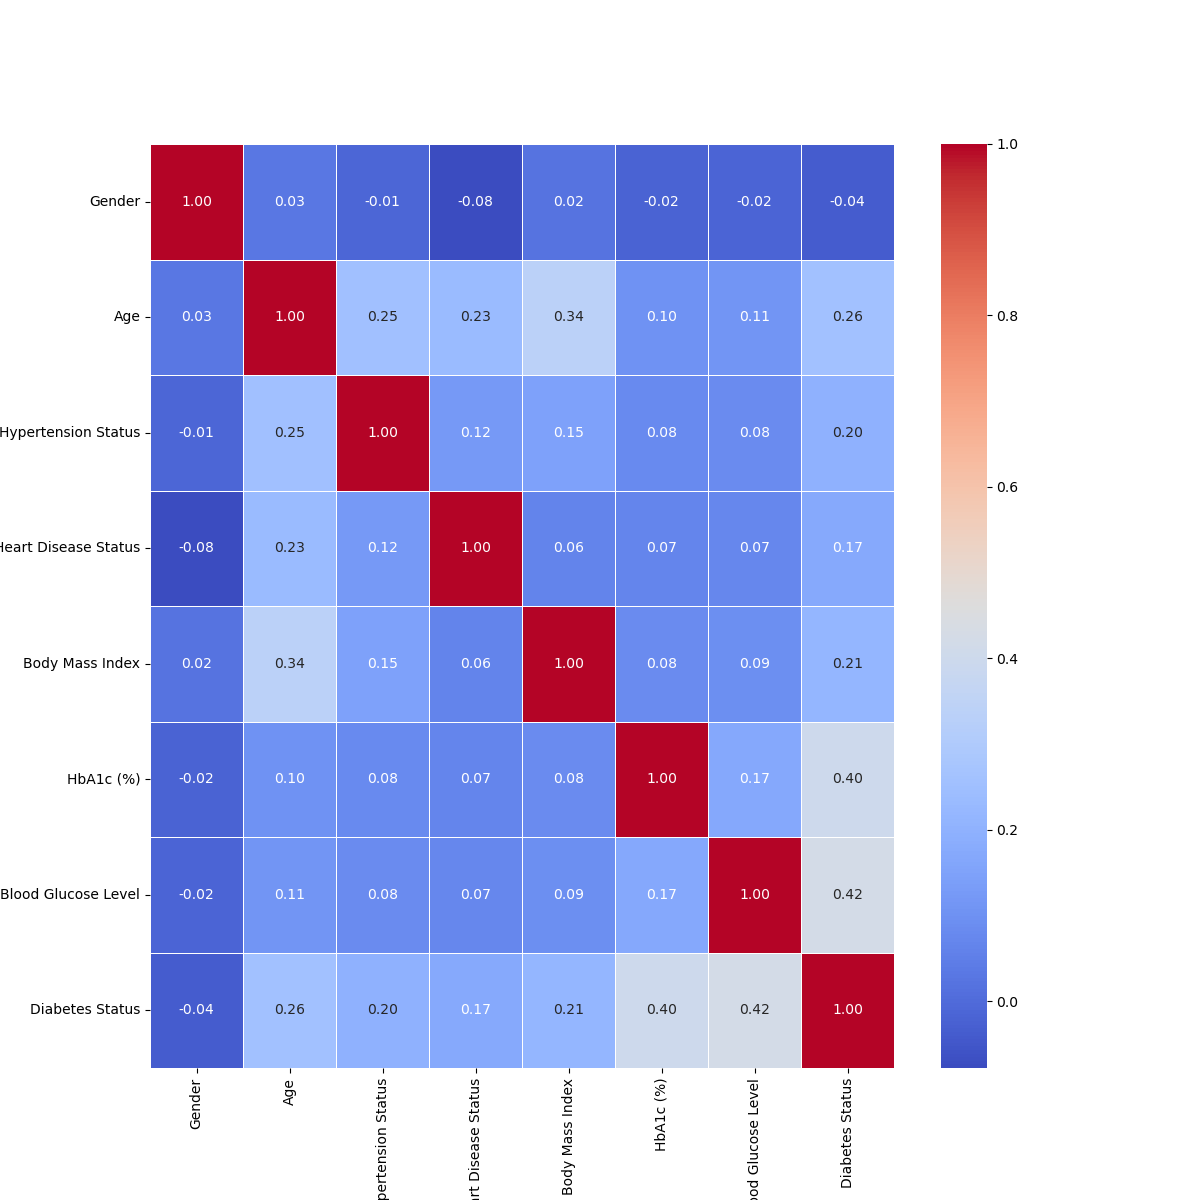 1.0
Gender 1.00 0.03 -0.01 -0.08 0.02 -0.02 -0.02 -0.04
Age 0.03 1.00 0.25 0.23 0.34 0.10 0.11 0.26
0.8
Hypertension Status -0.01 0.25 1.00 0.12 0.15 0.08 0.08 0.20
0.6
Heart Disease Status -0.08 0.23 0.12 1.00 0.06 0.07 0.07 0.17
Body Mass Index 0.02 0.34 0.15 0.06 1.00 0.08 0.09 0.21
0.4
HbA1c (%) -0.02 0.10 0.08 0.07 0.08 1.00 0.17 0.40
0.2
Blood Glucose Level -0.02 0.11 0.08 0.07 0.09 0.17 1.00 0.42
Diabetes Status -0.04 0.26 0.20 0.17 0.21 0.40 0.42 1.00
0.0
Gender
Age
pertension Status
rt Disease Status
Body Mass Index
HbA1c (%)
ood Glucose Level
Diabetes Status